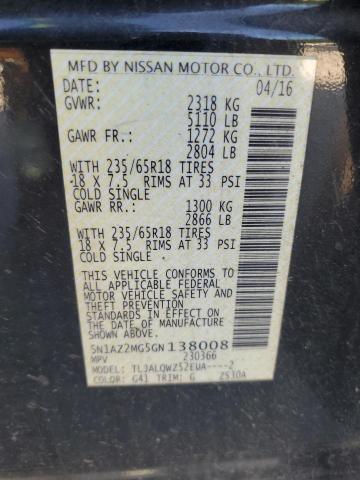 MFD BY NISSAN MOTOR CO., LTD.
DATE: 04/16
GVWR: 2318 KG
5110 LB
GAWR FR.: 1272 KG
2804 LB
WITH 235/65R18 TIRES
18 X 7.5 RIMS AT 33 PSI
COLD SINGLE
GAWR RR.: 1300 KG
2866 LB
WITH 235/65R18 TIRES
18 X 7.5 RIMS AT 33 PSI
COLD SINGLE
THIS VEHICLE CONFORMS TO
ALL APPLICABLE FEDERAL
MOTOR VEHICLE SAFETY AND
THEFT PREVENTION
STANDARDS IN EFFECT ON
THE DATE OF MANUFACTURE
SHOWN ABOVE.
5N1AZ2MG5GN138008
MPV 230366
MODEL: TLJALQWZ52EUA----2
COLOR: G41 TRIM: G 2530A